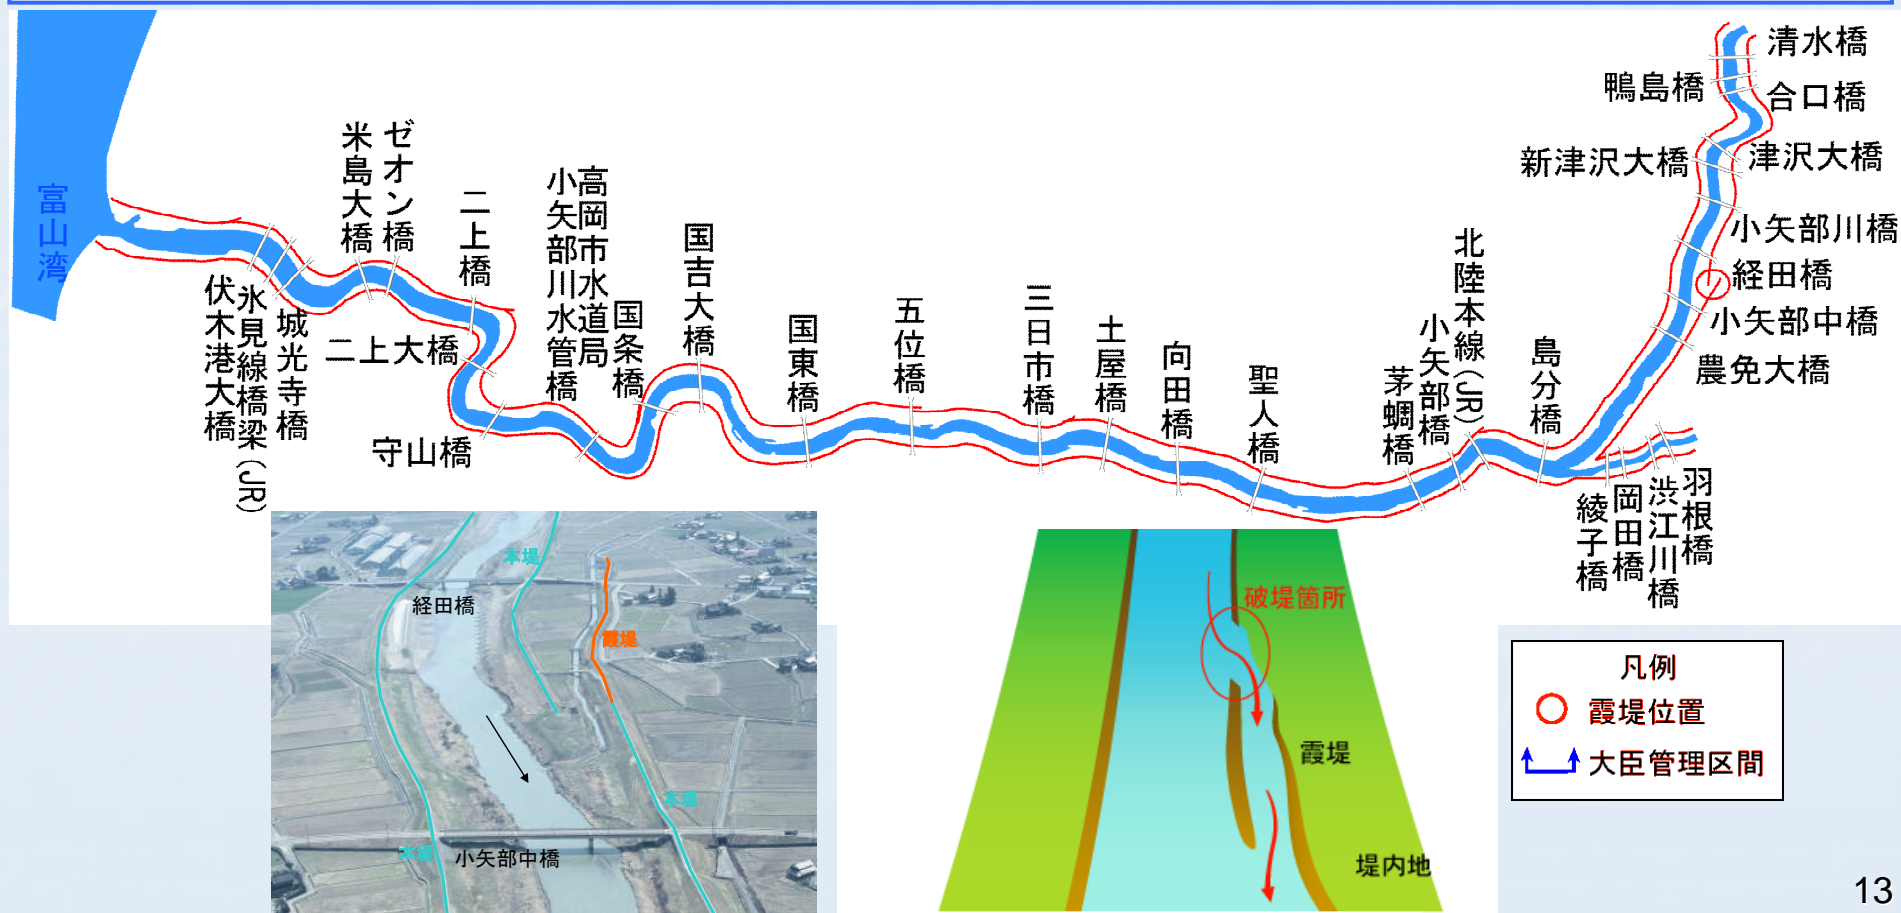 清水橋
鴨島橋
合口橋
新津沢大橋
津沢大橋
小矢部川橋
経田橋
小矢部中橋
農免大橋
富山湾
伏木港大橋
氷見線橋梁(JR)
城光寺橋
米島大橋
ゼオン橋
二上橋
二上大橋
守山橋
高岡市水道局
小矢部川水管橋
国条橋
国吉大橋
国東橋
五位橋
三日市橋
土屋橋
向田橋
聖人橋
茅蜩橋
小矢部橋
北陸本線(JR)
島分橋
綾子橋
岡田橋
渋江川橋
羽根橋
本堤
経田橋
霞堤
本堤
本堤
小矢部中橋
破堤箇所
霞堤
堤内地
凡例
霞堤位置
大臣管理区間
13